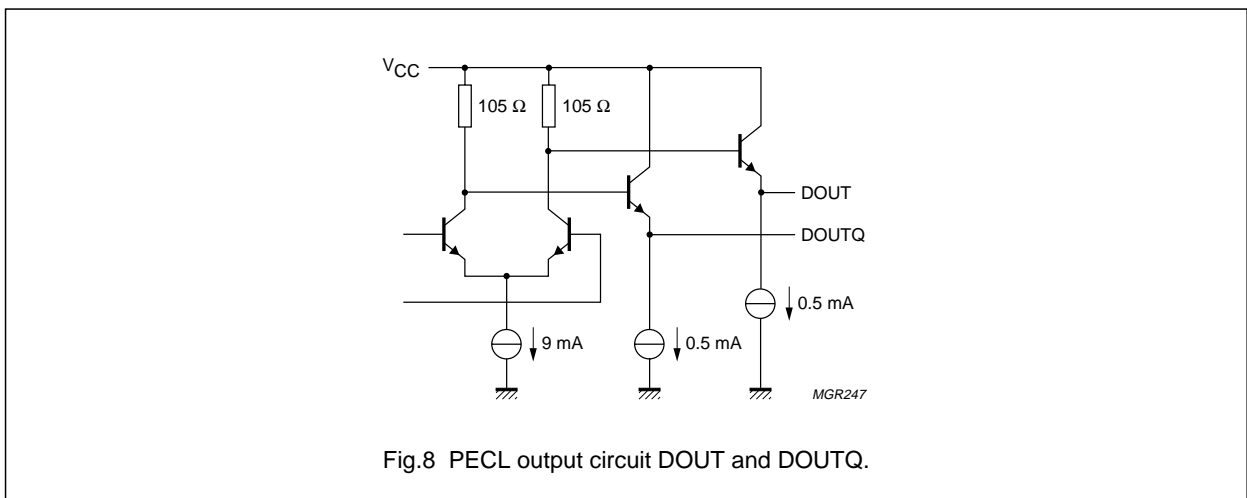 VCC
105 Ω 105 Ω
DOUT
DOUTQ
0.5 mA
9 mA 0.5 mA
MGR247
Fig.8 PECL output circuit DOUT and DOUTQ.